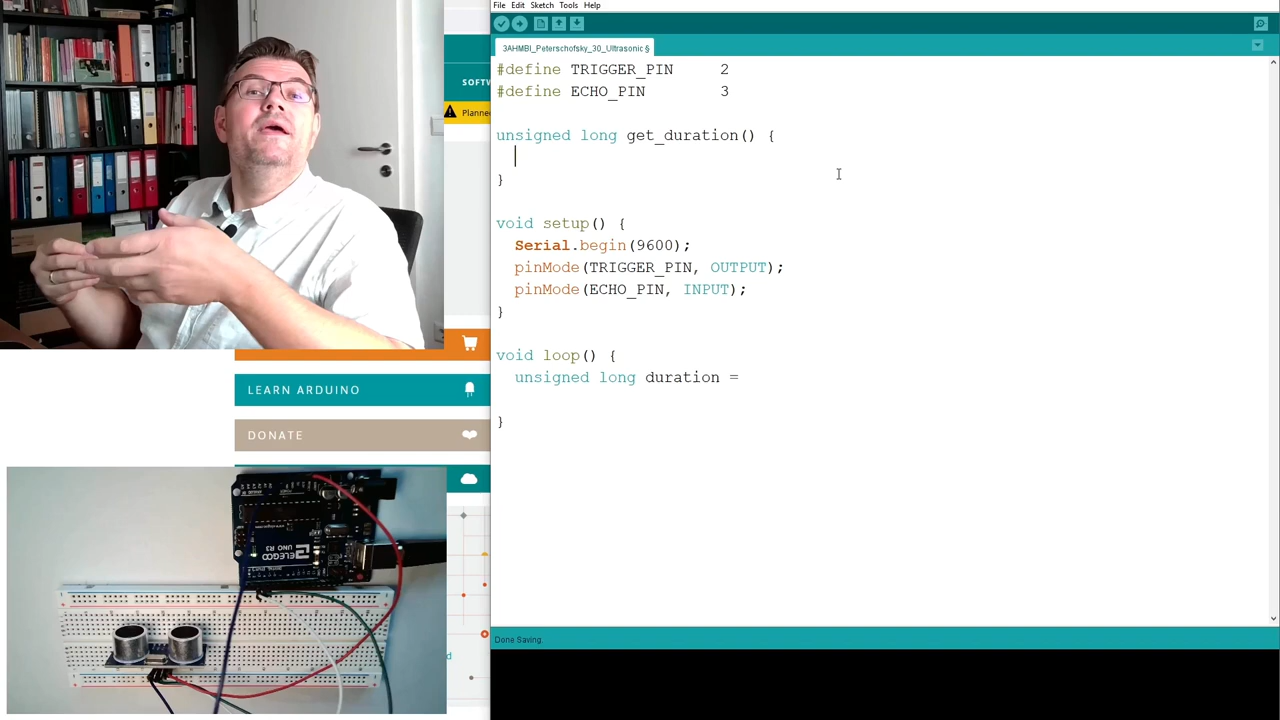 File Edit Sketch Tools Help
3AHMBI_Peterschofsky_30_Ultrasonic §
#define TRIGGER_PIN 2
#define ECHO_PIN 3
unsigned long get_duration() {
}
void setup() {
Serial.begin(9600);
pinMode(TRIGGER_PIN, OUTPUT);
pinMode(ECHO_PIN, INPUT);
}
void loop() {
unsigned long duration =
}
Done Saving.
SOFTW
Planned
LEARN ARDUINO
DONATE
d
ELEGOO
UNO R3